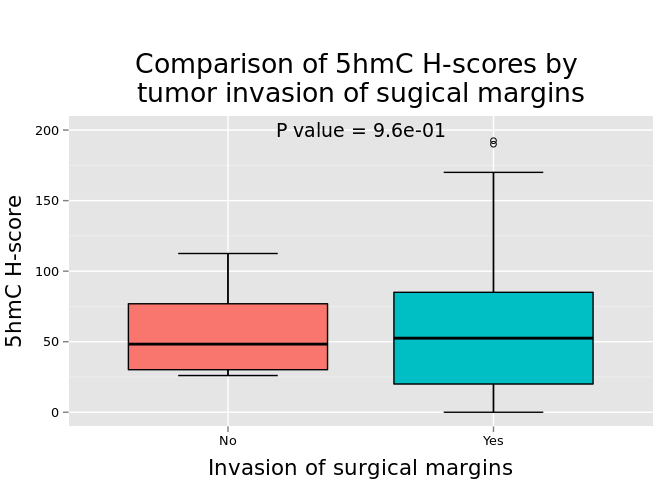 Comparison of 5hmC H-scores by
tumor invasion of sugical margins
P value = 9.6e-01
200
150
100
50
0
5hmC H-score
No
Yes
Invasion of surgical margins